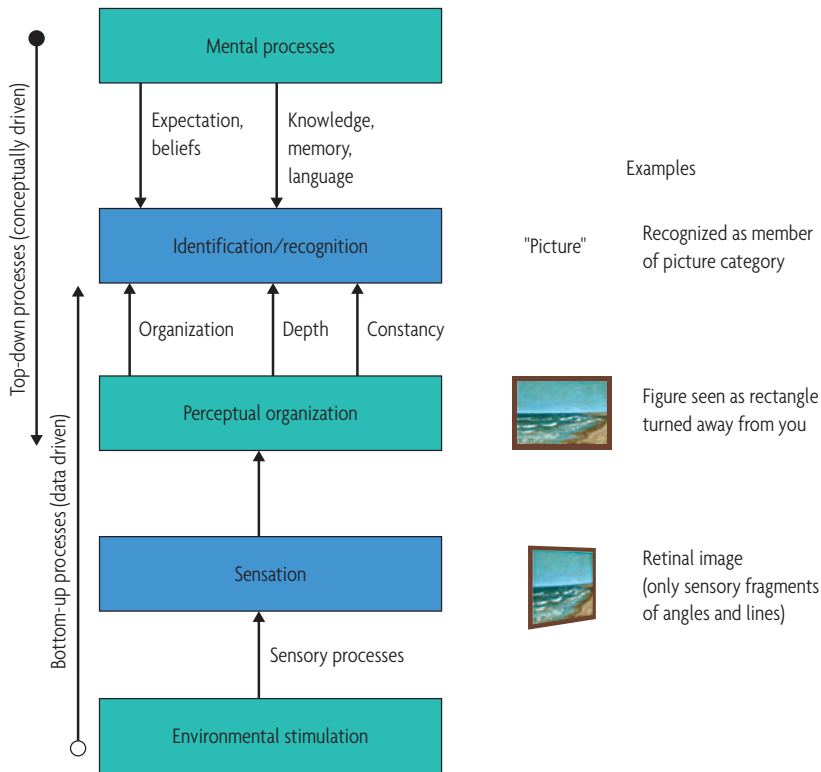 Mental processes
Expectation,
beliefs
Knowledge,
memory,
language
Examples
Identification/recognition
"Picture"
Recognized as member
of picture category
Organization
Depth
Constancy
Perceptual organization
Figure seen as rectangle
turned away from you
Sensation
Retinal image
(only sensory fragments
of angles and lines)
Sensory processes
Environmental stimulation
Top-down processes (conceptually driven)
Bottom-up processes (data driven)